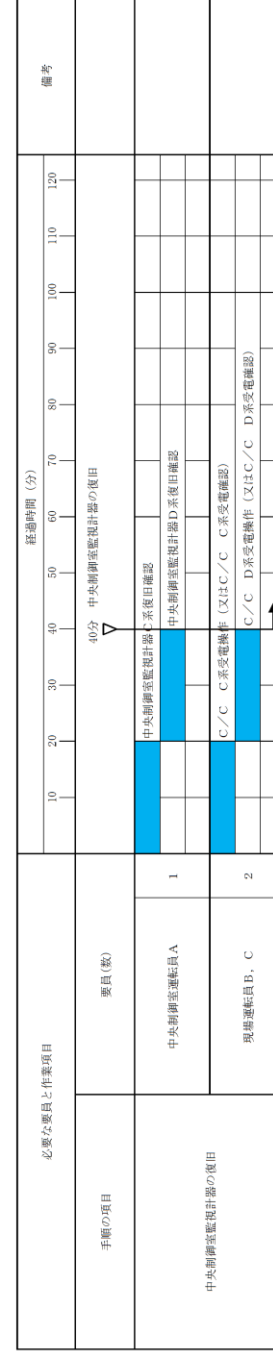 必要な要員と作業項目
経過時間（分）
備考
手順の項目
要員(数)
10 20 30 40 50 60 70 80 90 100 110 120
40分 中央制御室監視計器の復旧
中央制御室監視計器の復旧
中央制御室運転員A
1
中央制御室監視計器C系復旧確認
中央制御室監視計器D系復旧確認
現場運転員B，C
2
C／C C系受電操作（又はC／C C系受電確認）
C／C D系受電操作（又はC／C D系受電確認）